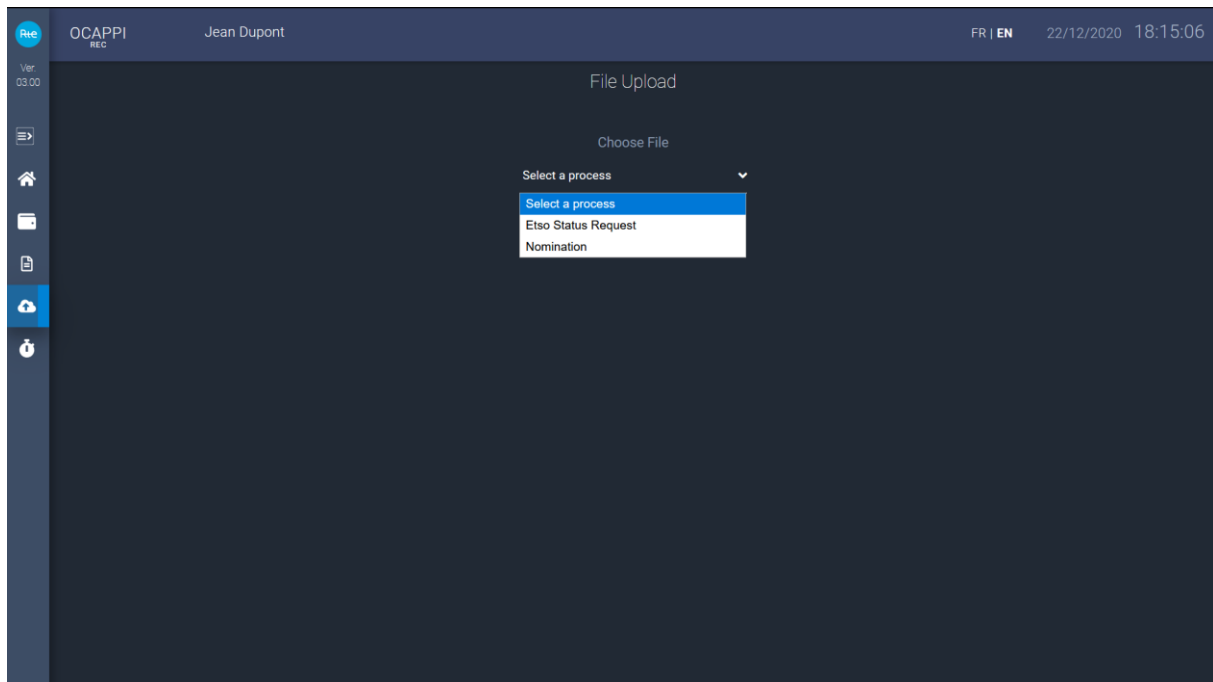 Rte
OCAPPI
REC
Jean Dupont
FR | EN
22/12/2020
18:15:06
Ver.
03.00
File Upload
Choose File
Select a process
Select a process
Etso Status Request
Nomination